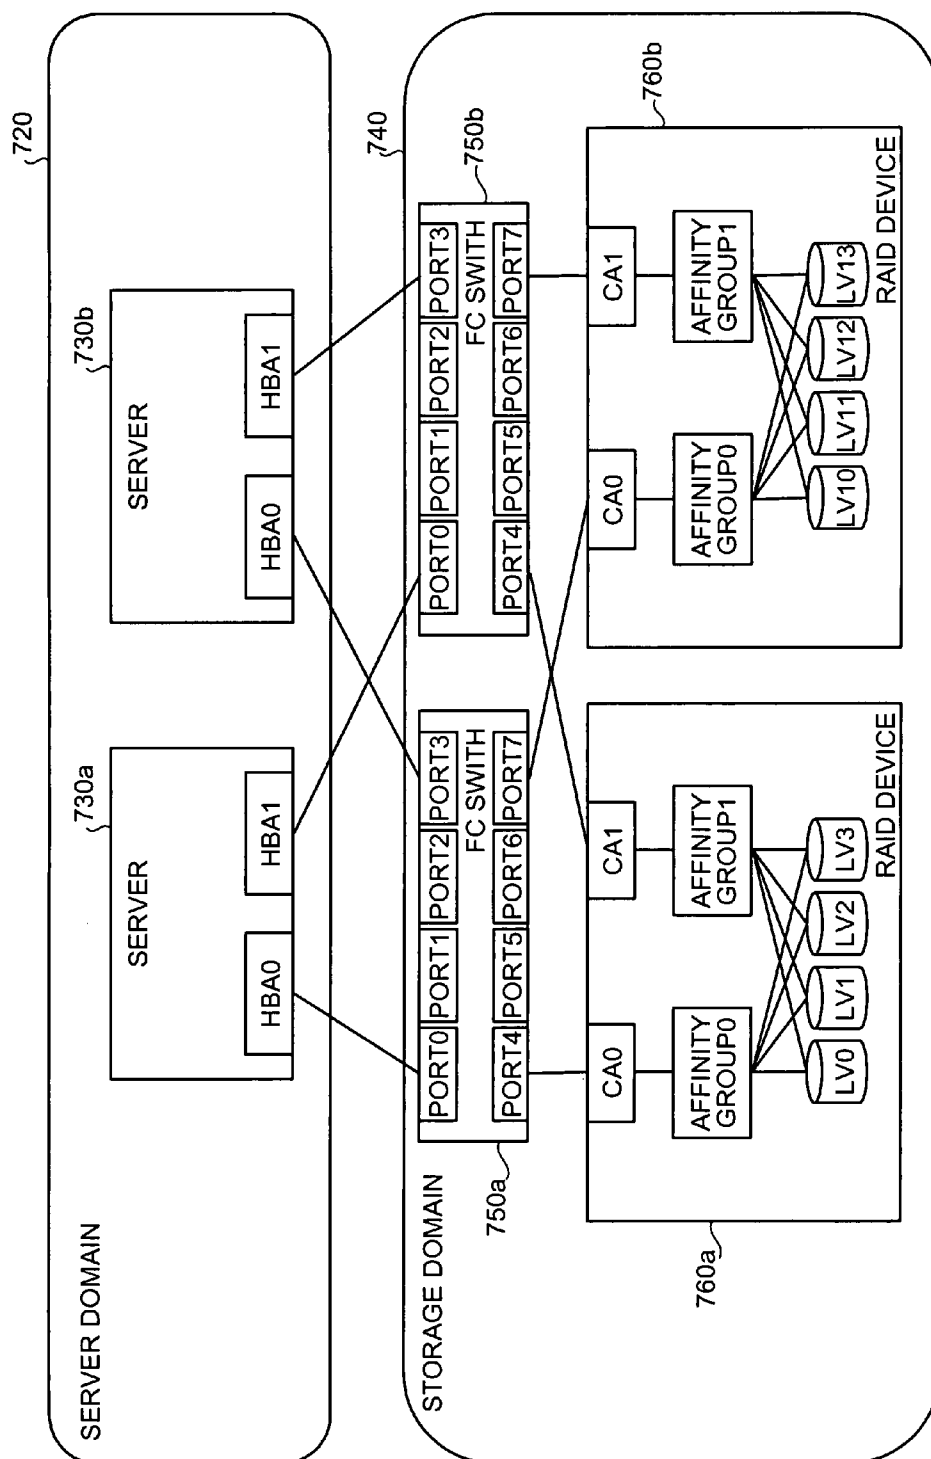 SERVER DOMAIN
720
730a
SERVER
HBA0
HBA1
730b
SERVER
HBA0
HBA1
STORAGE DOMAIN
740
750a
PORT0
PORT1
PORT2
PORT3
FC SWITH
PORT4
PORT5
PORT6
PORT7
750b
PORT0
PORT1
PORT2
PORT3
FC SWITH
PORT4
PORT5
PORT6
PORT7
760a
CA0
CA1
AFFINITY
GROUP0
AFFINITY
GROUP1
LV0
LV1
LV2
LV3
RAID DEVICE
760b
CA0
CA1
AFFINITY
GROUP0
AFFINITY
GROUP1
LV10
LV11
LV12
LV13
RAID DEVICE